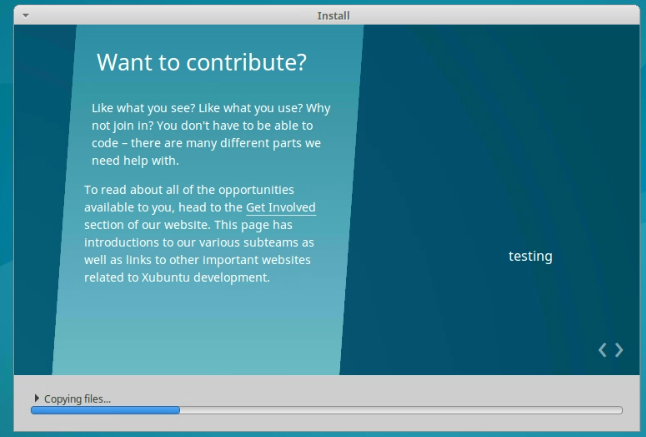 Install
Want to contribute?
Like what you see? Like what you use? Why
not join in? You don't have to be able to
code – there are many different parts we
need help with.
To read about all of the opportunities
available to you, head to the Get Involved
section of our website. This page has
introductions to our various subteams as
well as links to other important websites
related to Xubuntu development.
testing
Copying files...